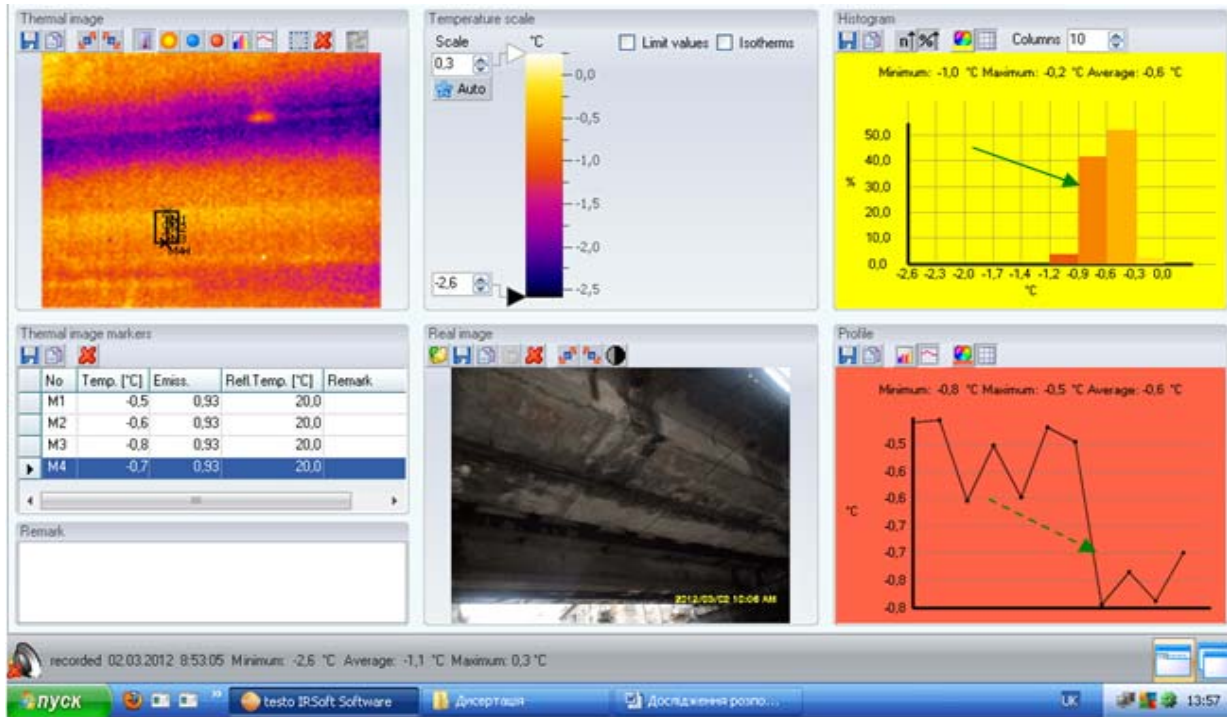 Thermal image
Temperature scale
Scale
°C
0,3
Auto
Limit values
Isotherms
0,0
-0,5
-1,0
-1,5
-2,0
-2,5
-2,6
Histogram
n %
Columns 10
Minimum: -1,0 °C Maximum: -0,2 °C Average: -0,6 °C
50,0
40,0
30,0
20,0
10,0
0,0
%
-2,6 -2,3 -2,0 -1,7 -1,4 -1,2 -0,9 -0,6 -0,3 0,0
°C
Thermal image markers
No Temp. [°C] Emiss. Refl.Temp. [°C] Remark
M1 -0,5 0,93 20,0
M2 -0,6 0,93 20,0
M3 -0,8 0,93 20,0
M4 -0,7 0,93 20,0
Remark
Real image
2012/03/02 10:06 AM
Profile
Minimum: -0,8 °C Maximum: -0,5 °C Average: -0,6 °C
-0,5
-0,6
-0,6
-0,7
-0,7
-0,8
-0,8
°C
recorded 02.03.2012 8:53:05 Minimum: -2,6 °C Average: -1,1 °C Maximum: 0,3 °C
пуск
testo IRSoft Software
Дисертація
Дослідження розпо...
UK
13:57